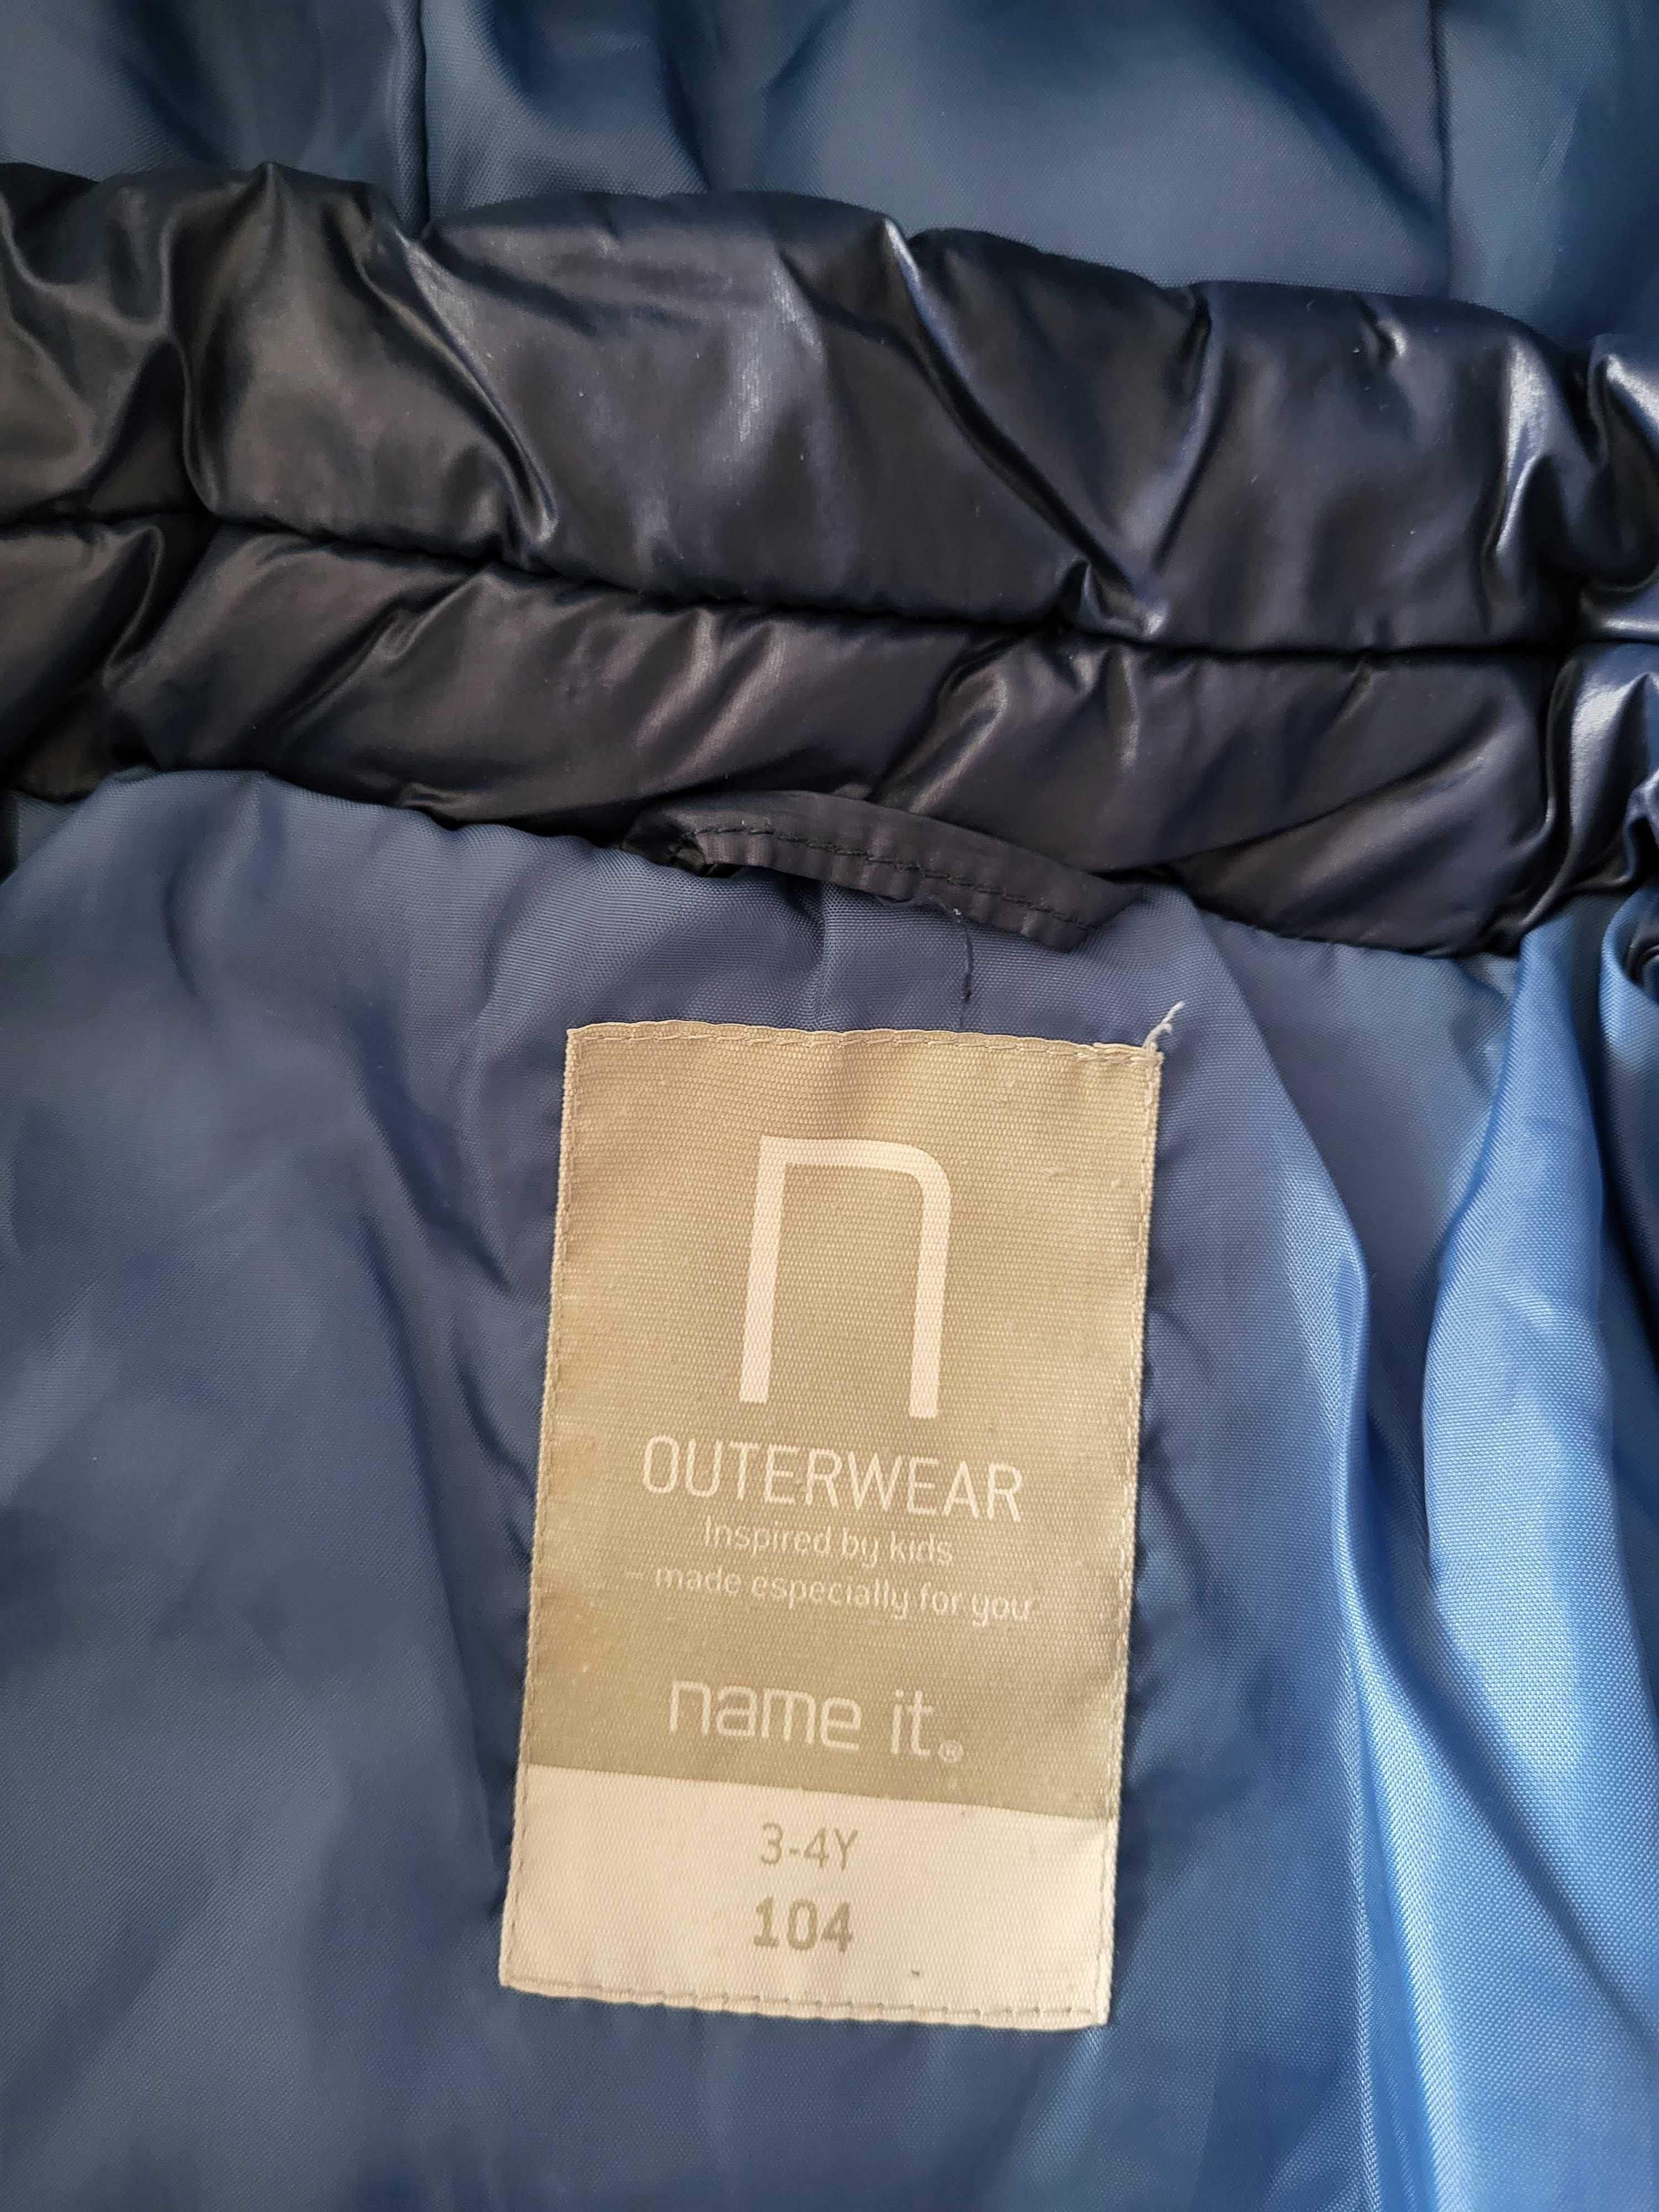 n
OUTERWEAR
Inspired by kids
- made especially for you
name it.®
3-4Y
104